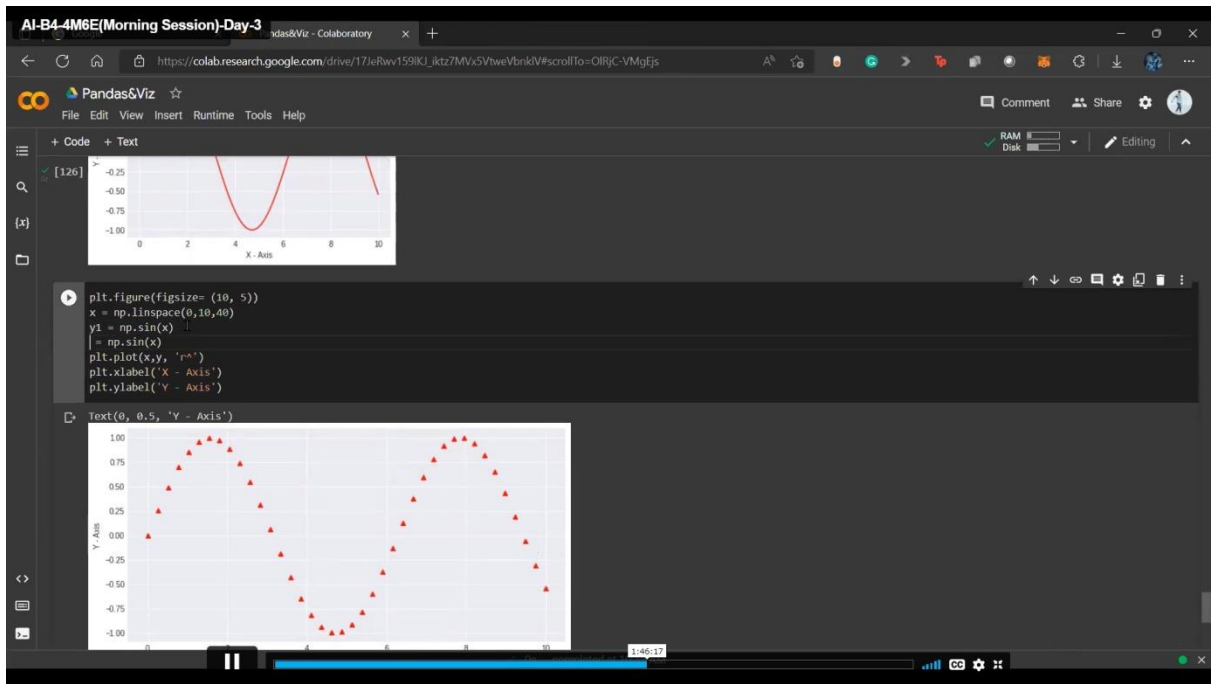 AI-B4-4M6E(Morning Session)-Day-3
Pandas&Viz - Colaboratory
https://colab.research.google.com/drive/17JeRwv159lKJ_iktz7MVx5VtweVbnklV#scrollTo=OlRjC-VMgEjs
Pandas&Viz
File Edit View Insert Runtime Tools Help
Comment Share
+ Code + Text
RAM
Disk
Editing
[126]
-0.25
-0.50
-0.75
-1.00
0 2 4 6 8 10
X - Axis
plt.figure(figsize= (10, 5))
x = np.linspace(0,10,40)
y1 = np.sin(x)
= np.sin(x)
plt.plot(x,y, 'r^')
plt.xlabel('X - Axis')
plt.ylabel('Y - Axis')
Text(0, 0.5, 'Y - Axis')
1.00
0.75
0.50
0.25
0.00
-0.25
-0.50
-0.75
-1.00
Y - Axis
1:46:17
CC